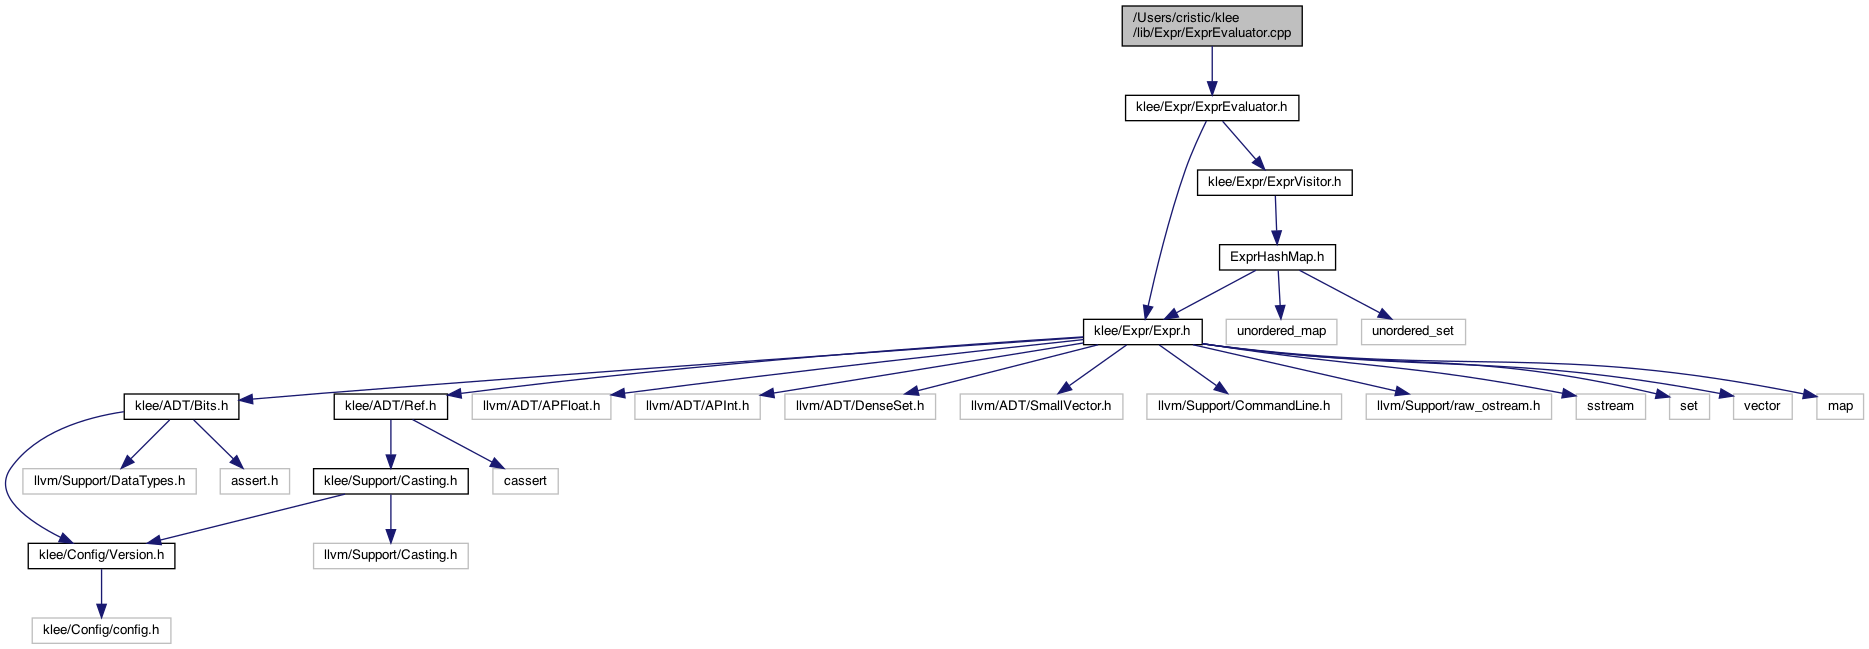 /Users/cristic/klee
/lib/Expr/ExprEvaluator.cpp
klee/Expr/ExprEvaluator.h
klee/Expr/ExprVisitor.h
ExprHashMap.h
klee/Expr/Expr.h
unordered_map
unordered_set
klee/ADT/Bits.h
klee/ADT/Ref.h
llvm/ADT/APFloat.h
llvm/ADT/APInt.h
llvm/ADT/DenseSet.h
llvm/ADT/SmallVector.h
llvm/Support/CommandLine.h
llvm/Support/raw_ostream.h
sstream
set
vector
map
llvm/Support/DataTypes.h
assert.h
klee/Support/Casting.h
cassert
klee/Config/Version.h
llvm/Support/Casting.h
klee/Config/config.h